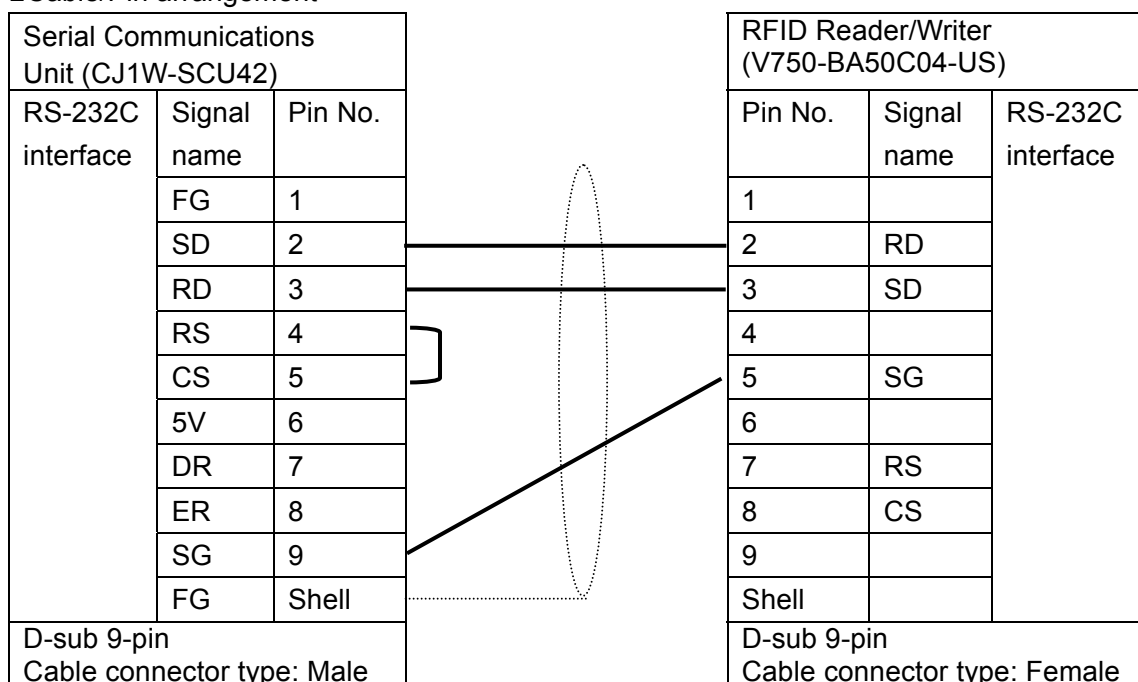 Serial Communications
Unit (CJ1W-SCU42)
RS-232C interface Signal name Pin No.
FG 1
SD 2
RD 3
RS 4
CS 5
5V 6
DR 7
ER 8
SG 9
FG Shell
D-sub 9-pin
Cable connector type: Male
RFID Reader/Writer
(V750-BA50C04-US)
Pin No. Signal name RS-232C interface
1
2 RD
3 SD
4
5 SG
6
7 RS
8 CS
9
Shell
D-sub 9-pin
Cable connector type: Female